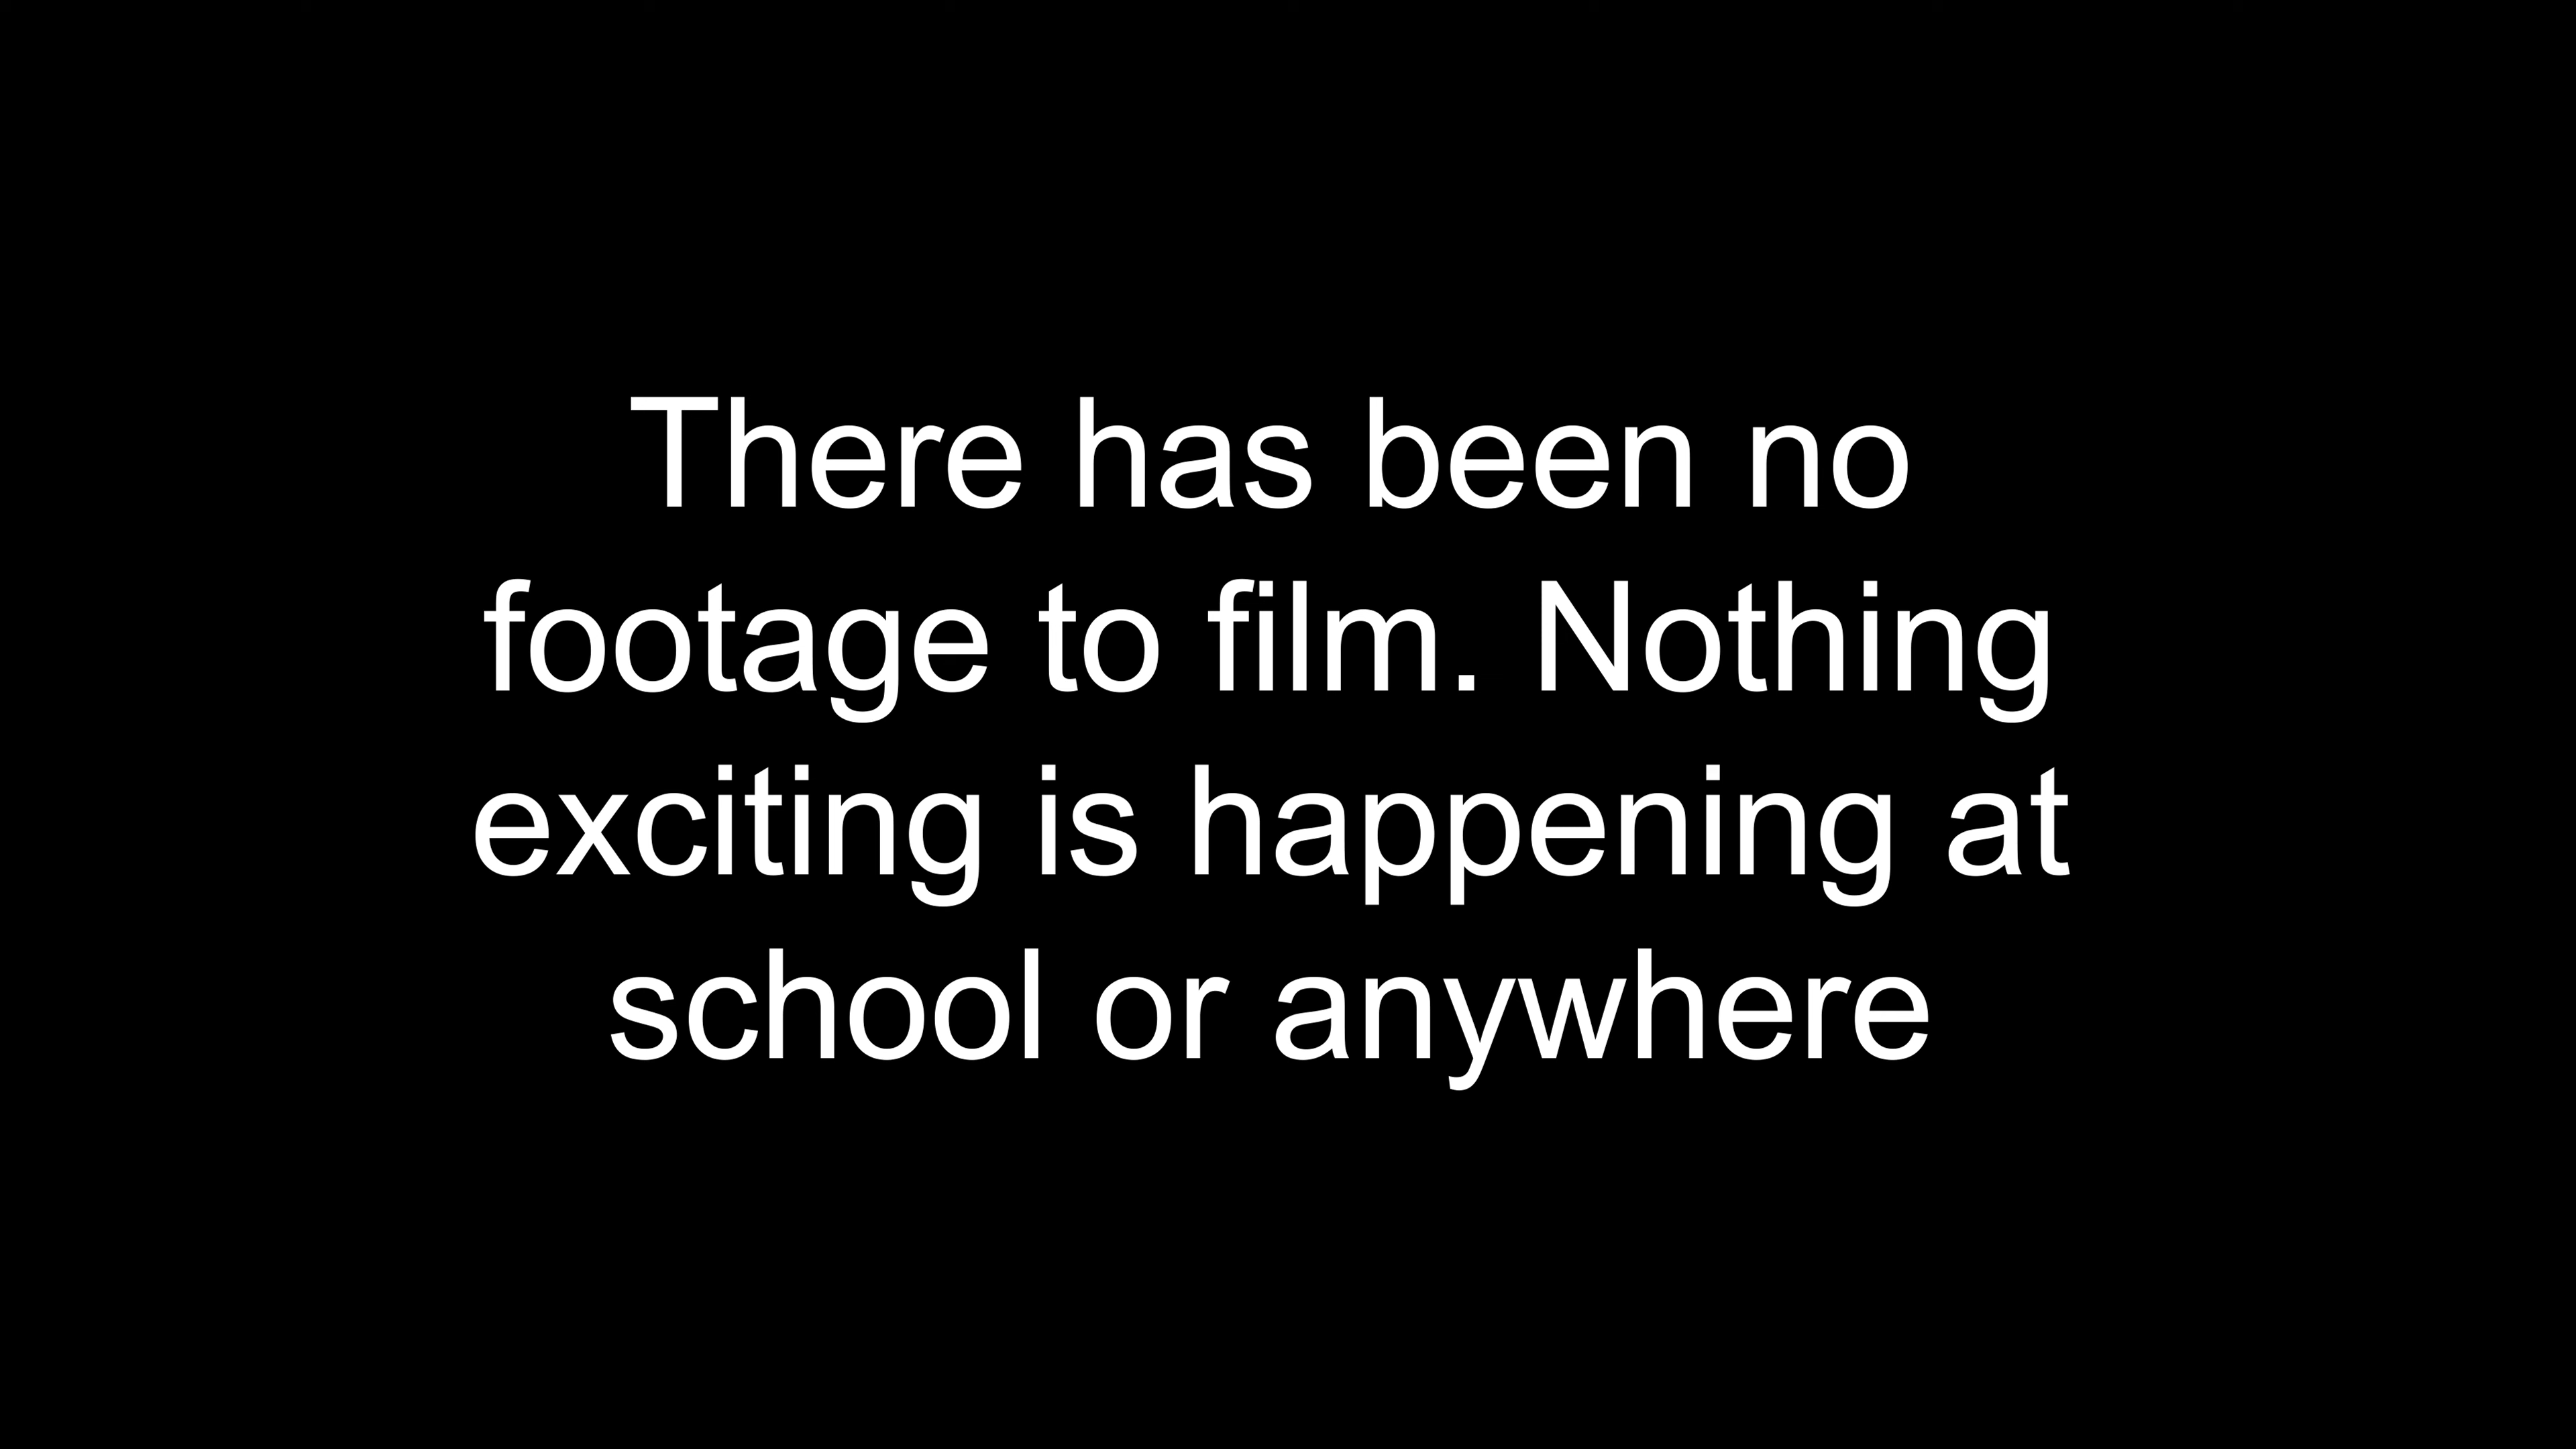 There has been no
footage to film. Nothing
exciting is happening at
school or anywhere